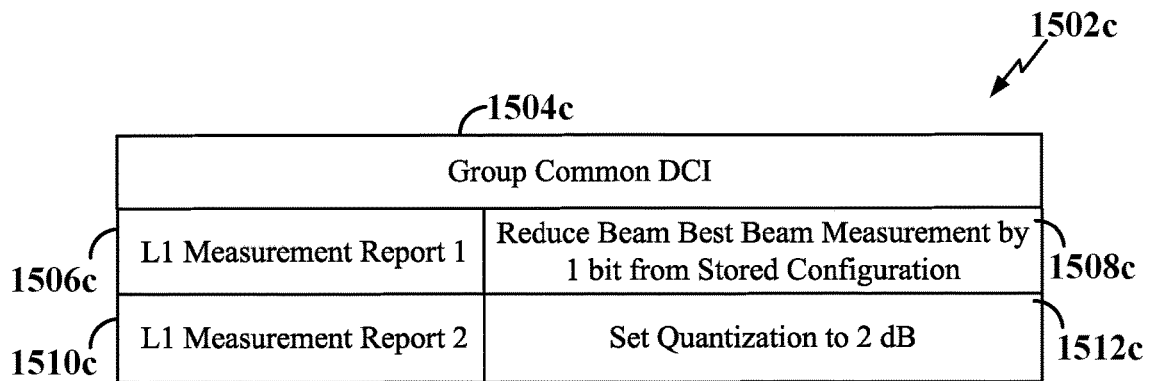 1502c
1504c
Group Common DCI
L1 Measurement Report 1
Reduce Beam Best Beam Measurement by
1 bit from Stored Configuration
1506c
1508c
L1 Measurement Report 2
Set Quantization to 2 dB
1510c
1512c